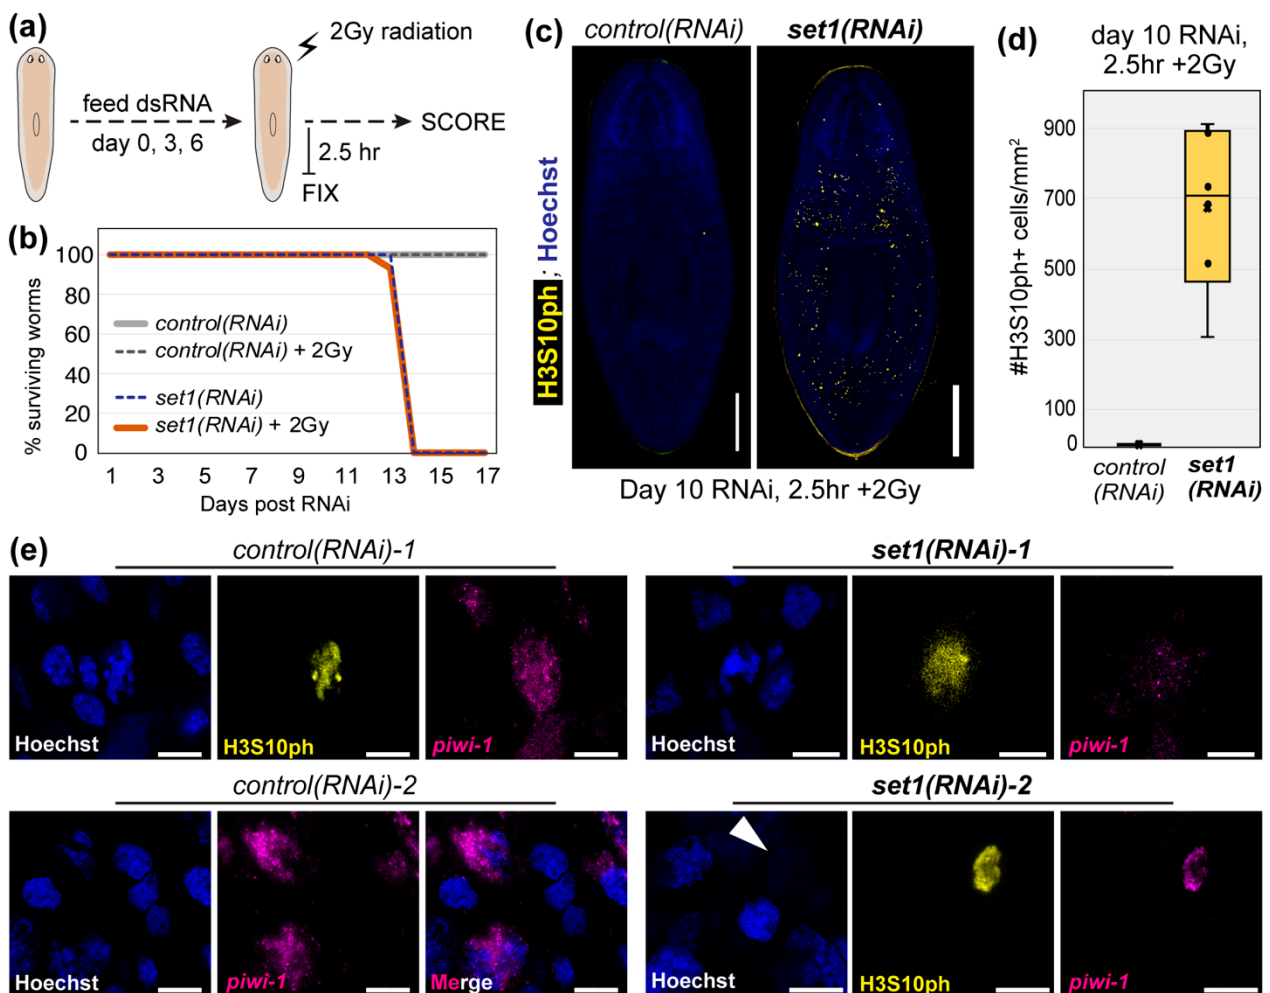 (a)
2Gy radiation
feed dsRNA
day 0, 3, 6
SCORE
2.5 hr
FIX
(b)
% surviving worms
100
80
60
40
20
0
control(RNAi)
control(RNAi) + 2Gy
set1(RNAi)
set1(RNAi) + 2Gy
1 3 5 7 9 11 13 15 17
Days post RNAi
(c)
control(RNAi) set1(RNAi)
H3S10ph ; Hoechst
Day 10 RNAi, 2.5hr +2Gy
(d)
day 10 RNAi,
2.5hr +2Gy
#H3S10ph+ cells/mm²
900
700
500
300
100
0
control
(RNAi)
set1
(RNAi)
(e)
control(RNAi)-1
Hoechst H3S10ph piwi-1
set1(RNAi)-1
Hoechst H3S10ph piwi-1
control(RNAi)-2
Hoechst piwi-1 Merge
set1(RNAi)-2
Hoechst H3S10ph piwi-1